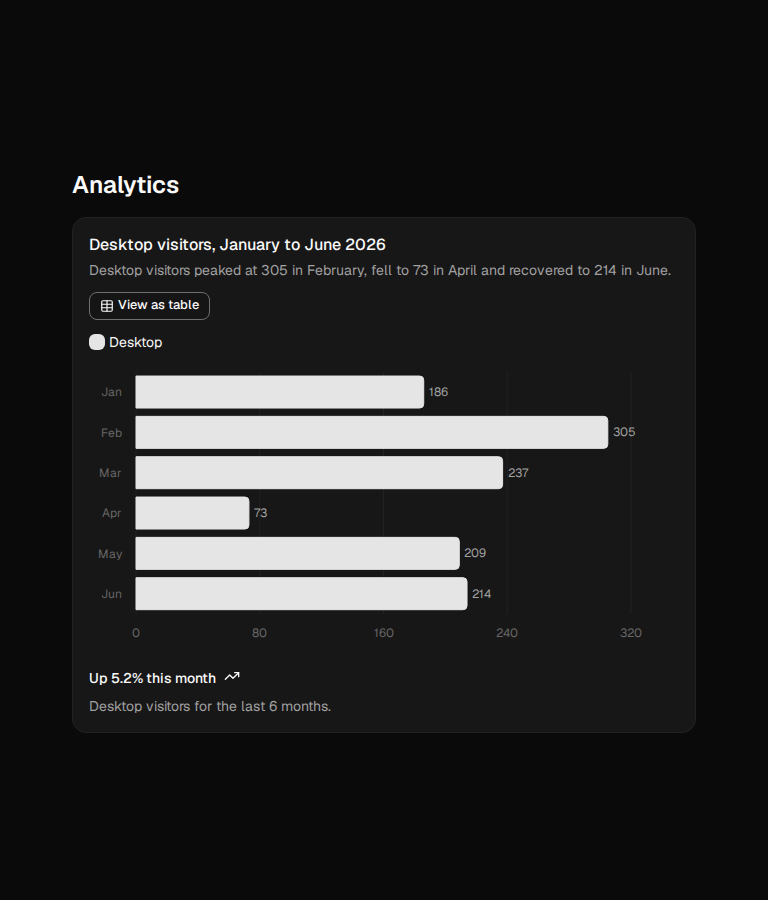 Analytics
Desktop visitors, January to June 2026
Desktop visitors peaked at 305 in February, fell to 73 in April and recovered to 214 in June.
View as table
Desktop
Jan 186
Feb 305
Mar 237
Apr 73
May 209
Jun 214
0 80 160 240 320
Up 5.2% this month
Desktop visitors for the last 6 months.